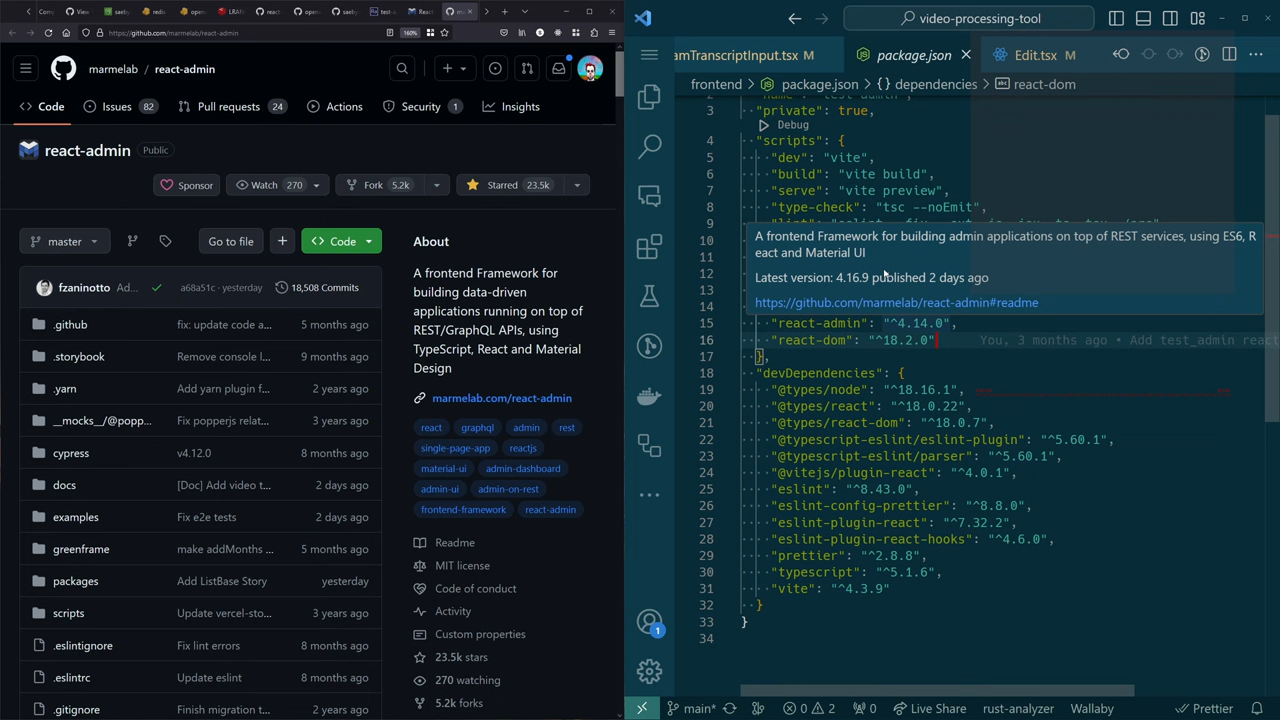 Com
View
saeby
redis
open
LRAN
react
open
saeby
test-
React
ma
https://github.com/marmelab/react-admin
160%
marmelab / react-admin
Code
Issues 82
Pull requests 24
Actions
Security 1
Insights
react-admin Public
Sponsor
Watch 270
Fork 5.2k
Starred 23.5k
master
Go to file
Code
fzaninotto Ad... a68a51c · yesterday 18,508 Commits
.github fix: update code a... 5 months ago
.storybook Remove console l... 3 months ago
.yarn Add yarn plugin f... 2 years ago
__mocks__/@popp... Fix popperjs relat... 3 years ago
cypress v4.12.0 8 months ago
docs [Doc] Add video t... 2 days ago
examples Fix e2e tests 2 days ago
greenframe make addMonths ... 5 months ago
packages Add ListBase Story yesterday
scripts Update vercel-sto... 3 years ago
.eslintignore Fix lint errors 8 months ago
.eslintrc Update eslint 8 months ago
.gitignore Finish migration t... 2 years ago
About
A frontend Framework for
building data-driven
applications running on top of
REST/GraphQL APIs, using
TypeScript, React and Material
Design
marmelab.com/react-admin
react graphql admin rest
single-page-app reactjs
material-ui admin-dashboard
admin-ui admin-on-rest
frontend-framework react-admin
Readme
MIT license
Code of conduct
Activity
Custom properties
23.5k stars
270 watching
5.2k forks
video-processing-tool
amTranscriptInput.tsx M
package.json
Edit.tsx M
frontend > package.json > { } dependencies > react-dom
3 "private": true,
Debug
4 "scripts": {
5 "dev": "vite",
6 "build": "vite build",
7 "serve": "vite preview",
8 "type-check": "tsc --noEmit",
9
10
A frontend Framework for building admin applications on top of REST services, using ES6, R
eact and Material UI
11
12
Latest version: 4.16.9 published 2 days ago
13
14
https://github.com/marmelab/react-admin#readme
15 "react-admin": "^4.14.0",
16 "react-dom": "^18.2.0" You, 3 months ago • Add test_admin react
17 },
18 "devDependencies": {
19 "@types/node": "^18.16.1",
20 "@types/react": "^18.0.22",
21 "@types/react-dom": "^18.0.7",
22 "@typescript-eslint/eslint-plugin": "^5.60.1",
23 "@typescript-eslint/parser": "^5.60.1",
24 "@vitejs/plugin-react": "^4.0.1",
25 "eslint": "^8.43.0",
26 "eslint-config-prettier": "^8.8.0",
27 "eslint-plugin-react": "^7.32.2",
28 "eslint-plugin-react-hooks": "^4.6.0",
29 "prettier": "^2.8.8",
30 "typescript": "^5.1.6",
31 "vite": "^4.3.9"
32 }
33 }
34
1
main*
0 2
0
Live Share
rust-analyzer
Wallaby
Prettier